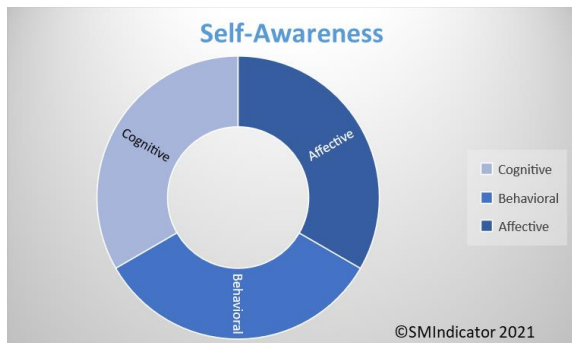 Self-Awareness
Cognitive
Affective
Behavioral
Cognitive
Behavioral
Affective
©SMIndicator 2021